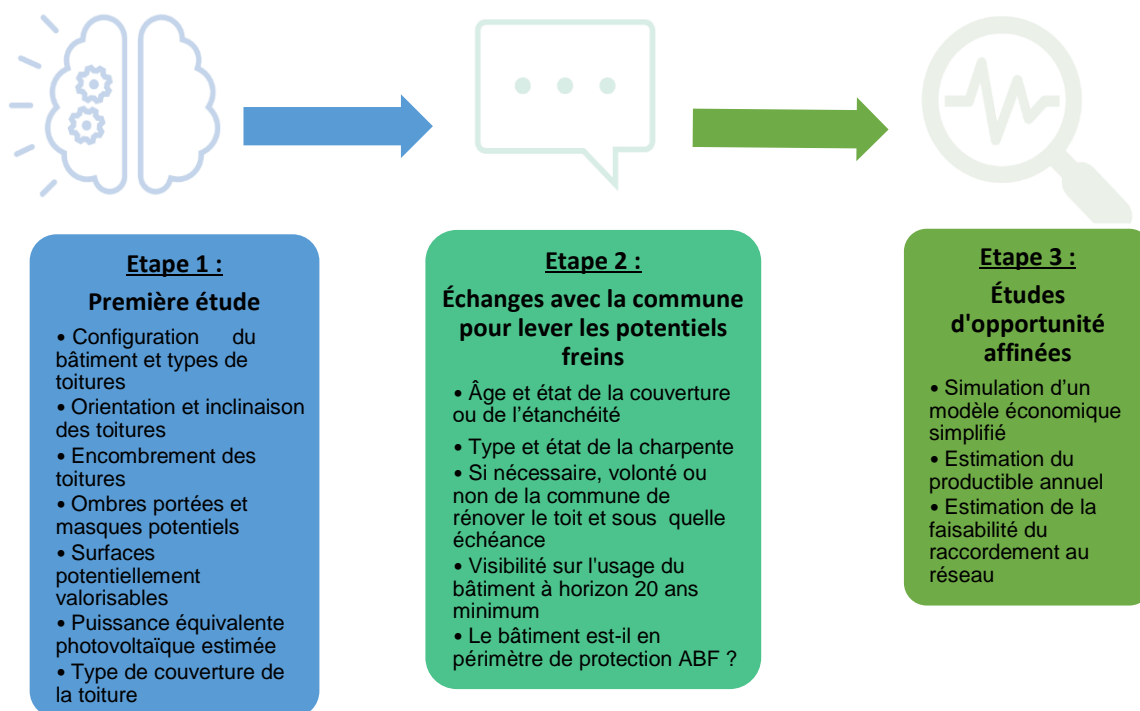 Etape 1 :
Première étude
• Configuration du
bâtiment et types de
toitures
• Orientation et inclinaison
des toitures
• Encombrement des
toitures
• Ombres portées et
masques potentiels
• Surfaces
potentiellement
valorisables
• Puissance équivalente
photovoltaïque estimée
• Type de couverture de
la toiture
Etape 2 :
Échanges avec la commune
pour lever les potentiels
freins
• Âge et état de la couverture
ou de l’étanchéité
• Type et état de la charpente
• Si nécessaire, volonté ou
non de la commune de
rénover le toit et sous quelle
échéance
• Visibilité sur l'usage du
bâtiment à horizon 20 ans
minimum
• Le bâtiment est-il en
périmètre de protection ABF ?
Etape 3 :
Études
d'opportunité
affinées
• Simulation d’un
modèle économique
simplifié
• Estimation du
productible annuel
• Estimation de la
faisabilité du
raccordement au
réseau